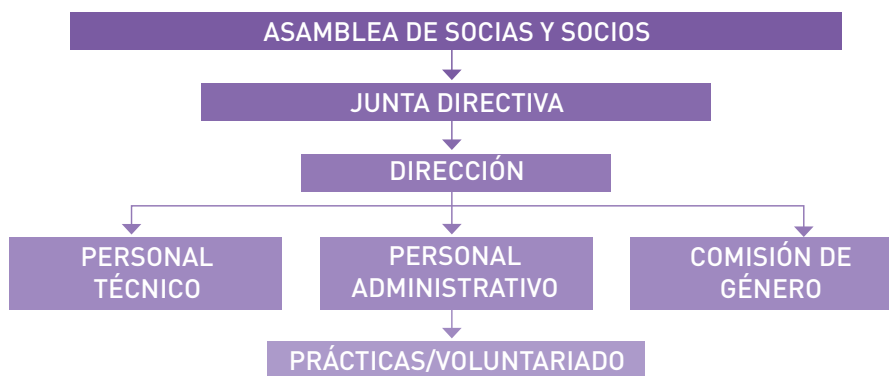 ASAMBLEA DE SOCIAS Y SOCIOS
JUNTA DIRECTIVA
DIRECCIÓN
PERSONAL
TÉCNICO
PERSONAL
ADMINISTRATIVO
COMISIÓN DE
GÉNERO
PRÁCTICAS/VOLUNTARIADO